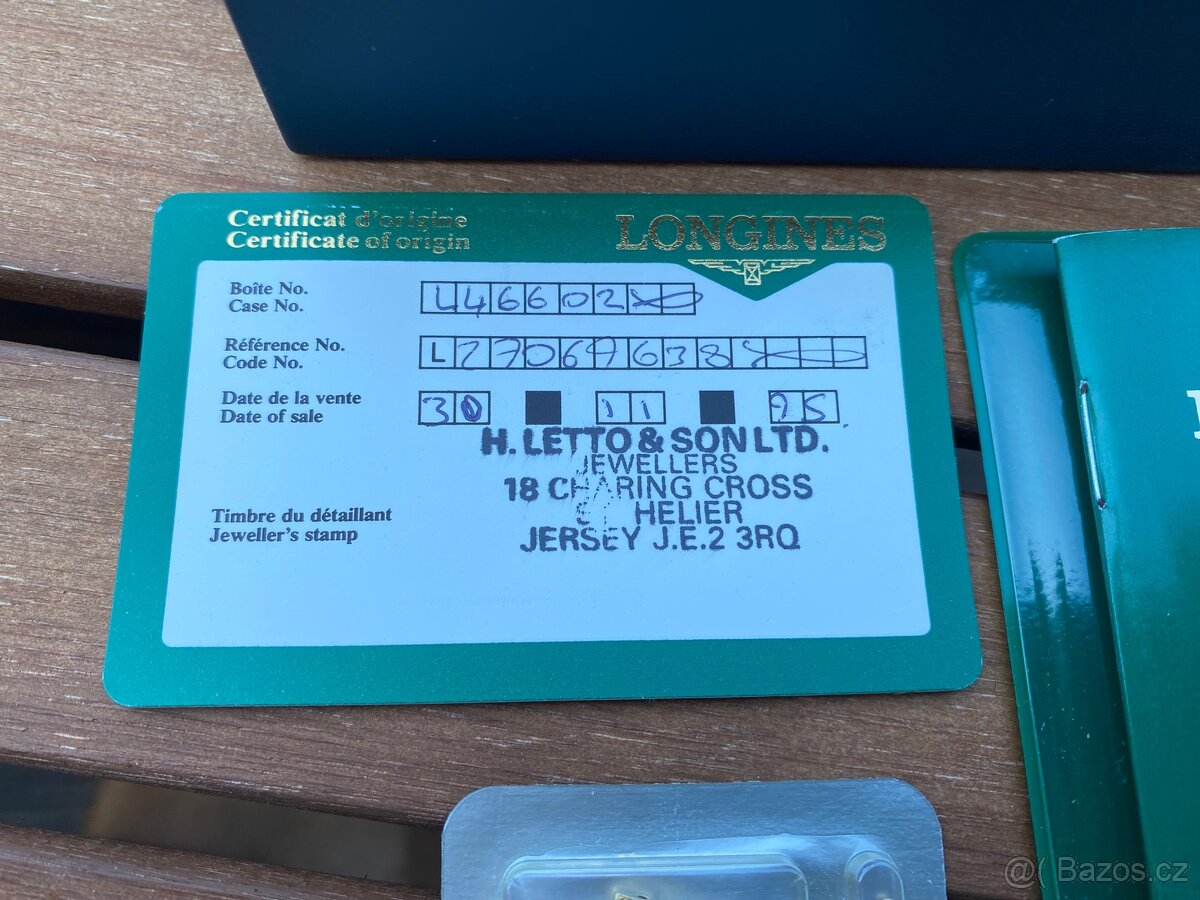 Certificat d'origine
Certificate of origin
LONGINES
Boîte No.
Case No.
446602
Référence No.
Code No.
L
Date de la vente
Date of sale
30 11 95
H. LETTO & SON LTD.
JEWELLERS
18 CHARING CROSS
HELIER
JERSEY J.E.2 3RQ
Timbre du détaillant
Jeweller's stamp
@( Bazos.cz